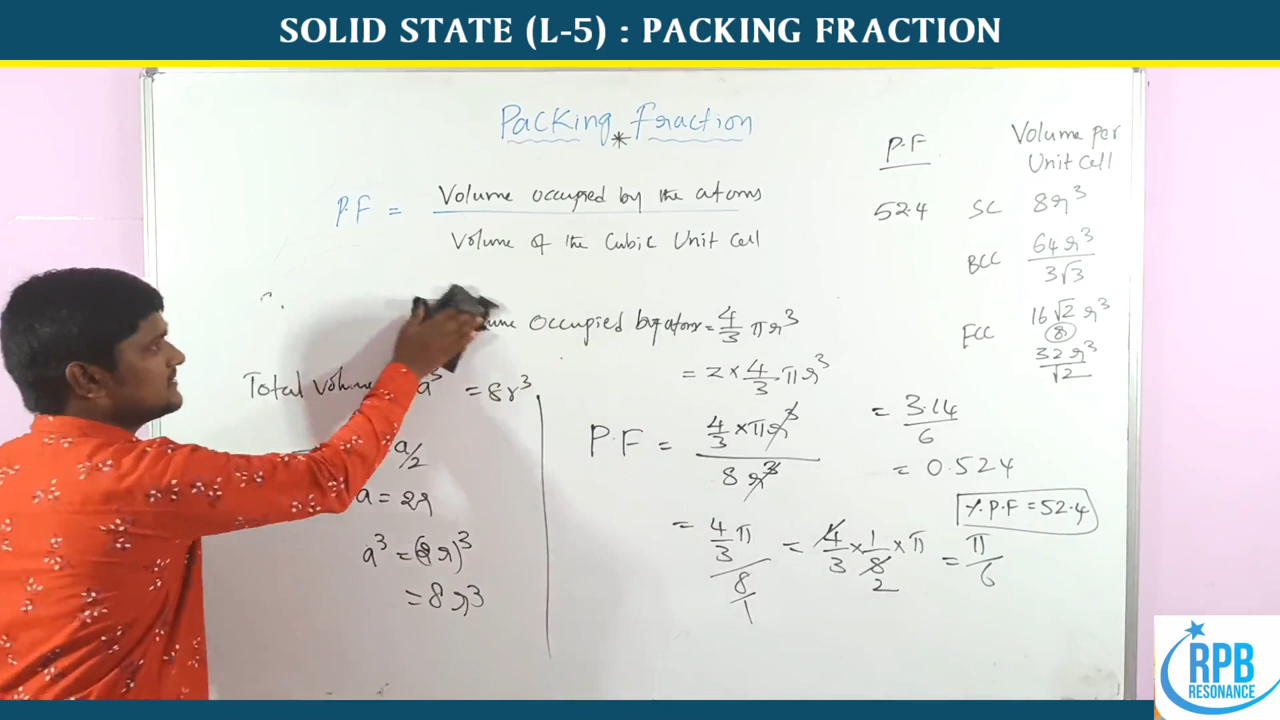 SOLID STATE (L-5) : PACKING FRACTION
Packing Fraction
*
P.F = Volume occupied by the atoms / Volume of the Cubic Unit Cell
Occupied by atom = 4/3 πr³
= Z × 4/3 πr³
Total volume a³ = 8r³
a/2
a = 2r
a³ = (2r)³
= 8r³
P.F = 4/3 × πr³ / 8r³
= 4/3 π / 8/1 = 4/3 × 1/8 2 × π = π/6
= 3.14/6
= 0.524
% P.F = 52.4
P.F
Volume per
Unit Cell
52.4 SC 8r³
BCC 64r³/3√3
FCC 16√2 r³
(8)
32r³/√2
RPB
RESONANCE